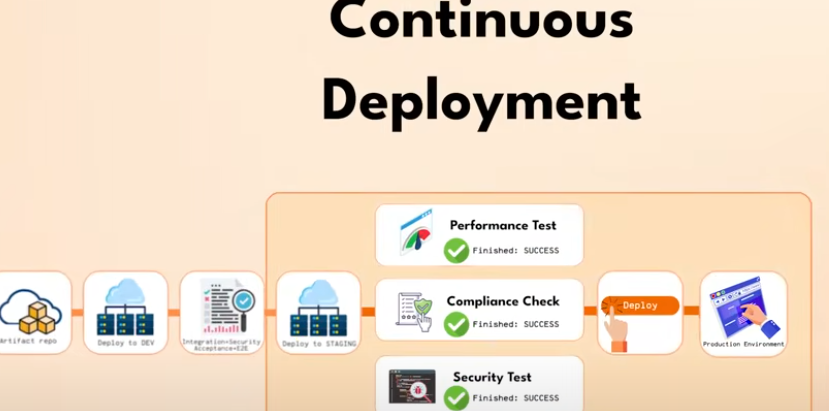 Continuous
Deployment
Performance Test
Finished: SUCCESS
Artifact repo
Deploy to DEV
Integration+Security
Acceptance+E2E
Deploy to STAGING
Compliance Check
Finished: SUCCESS
Deploy
Production Environment
Security Test
Finished: SUCCESS